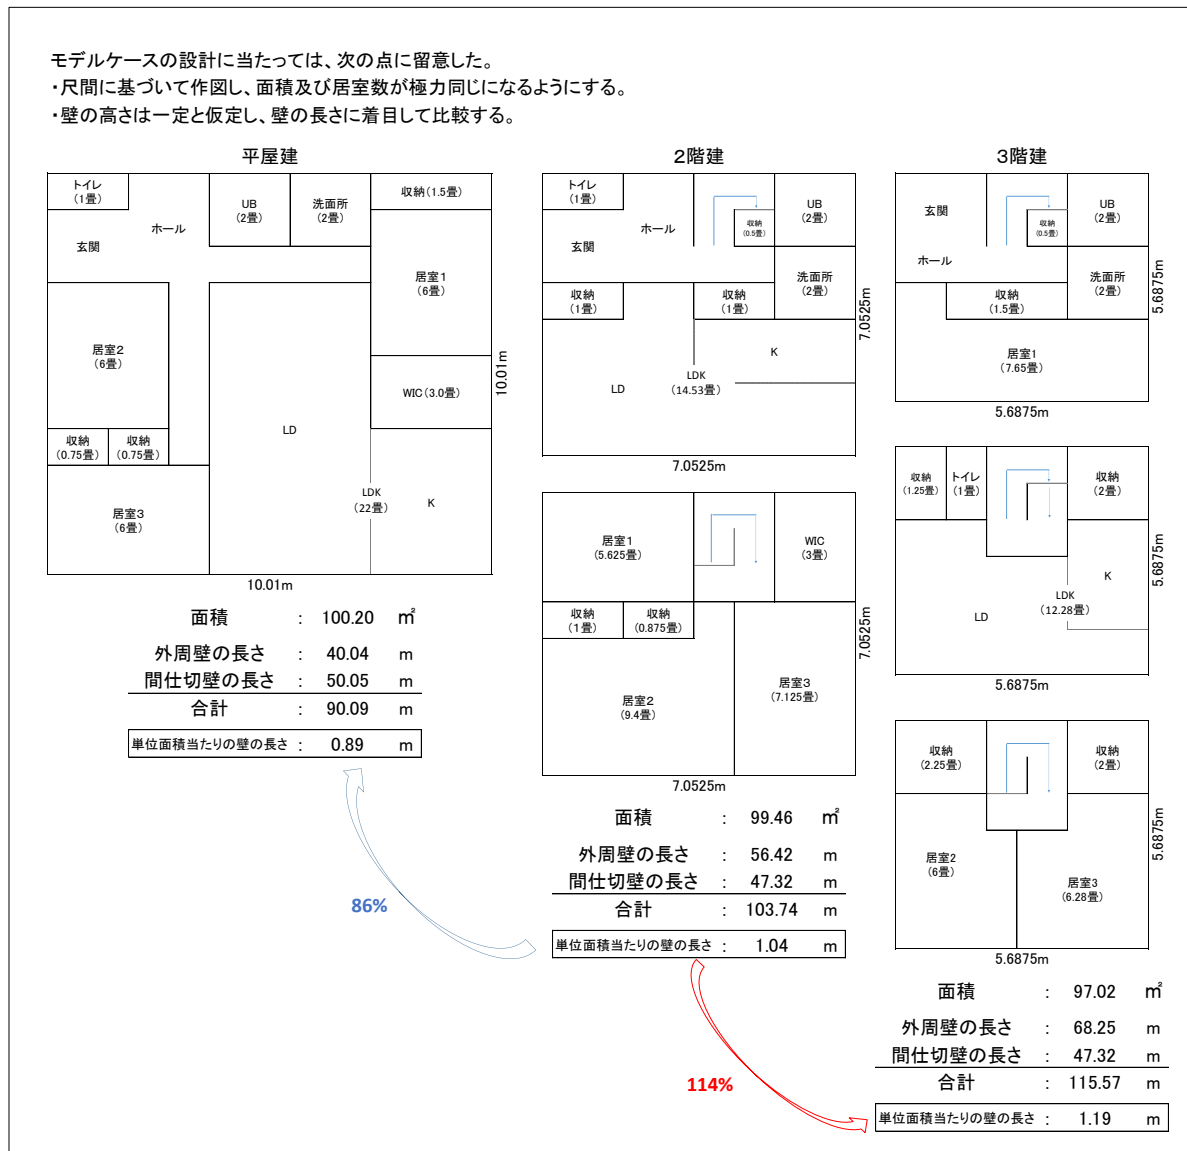 モデルケースの設計に当たっては、次の点に留意した。
・尺間に基づいて作図し、面積及び居室数が極力同じになるようにする。
・壁の高さは一定と仮定し、壁の長さに着目して比較する。
平屋建
トイレ
(1畳)
ホール
玄関
UB
(2畳)
洗面所
(2畳)
収納(1.5畳)
居室1
(6畳)
居室2
(6畳)
WIC(3.0畳)
収納
(0.75畳)
収納
(0.75畳)
LD
LDK
(22畳)
K
居室3
(6畳)
10.01m
10.01m
面積 : 100.20 ㎡
外周壁の長さ : 40.04 m
間仕切壁の長さ : 50.05 m
合計 : 90.09 m
単位面積当たりの壁の長さ : 0.89 m
86%
2階建
トイレ
(1畳)
ホール
玄関
収納
(0.5畳)
UB
(2畳)
洗面所
(2畳)
収納
(1畳)
収納
(1畳)
K
LD
LDK
(14.53畳)
7.0525m
7.0525m
居室1
(5.625畳)
WIC
(3畳)
収納
(1畳)
収納
(0.875畳)
居室2
(9.4畳)
居室3
(7.125畳)
7.0525m
7.0525m
面積 : 99.46 ㎡
外周壁の長さ : 56.42 m
間仕切壁の長さ : 47.32 m
合計 : 103.74 m
単位面積当たりの壁の長さ : 1.04 m
114%
3階建
玄関
ホール
収納
(0.5畳)
UB
(2畳)
洗面所
(2畳)
収納
(1.5畳)
居室1
(7.65畳)
5.6875m
5.6875m
収納
(1.25畳)
トイレ
(1畳)
収納
(2畳)
K
LDK
(12.28畳)
LD
5.6875m
5.6875m
収納
(2.25畳)
収納
(2畳)
居室2
(6畳)
居室3
(6.28畳)
5.6875m
5.6875m
面積 : 97.02 ㎡
外周壁の長さ : 68.25 m
間仕切壁の長さ : 47.32 m
合計 : 115.57 m
単位面積当たりの壁の長さ : 1.19 m